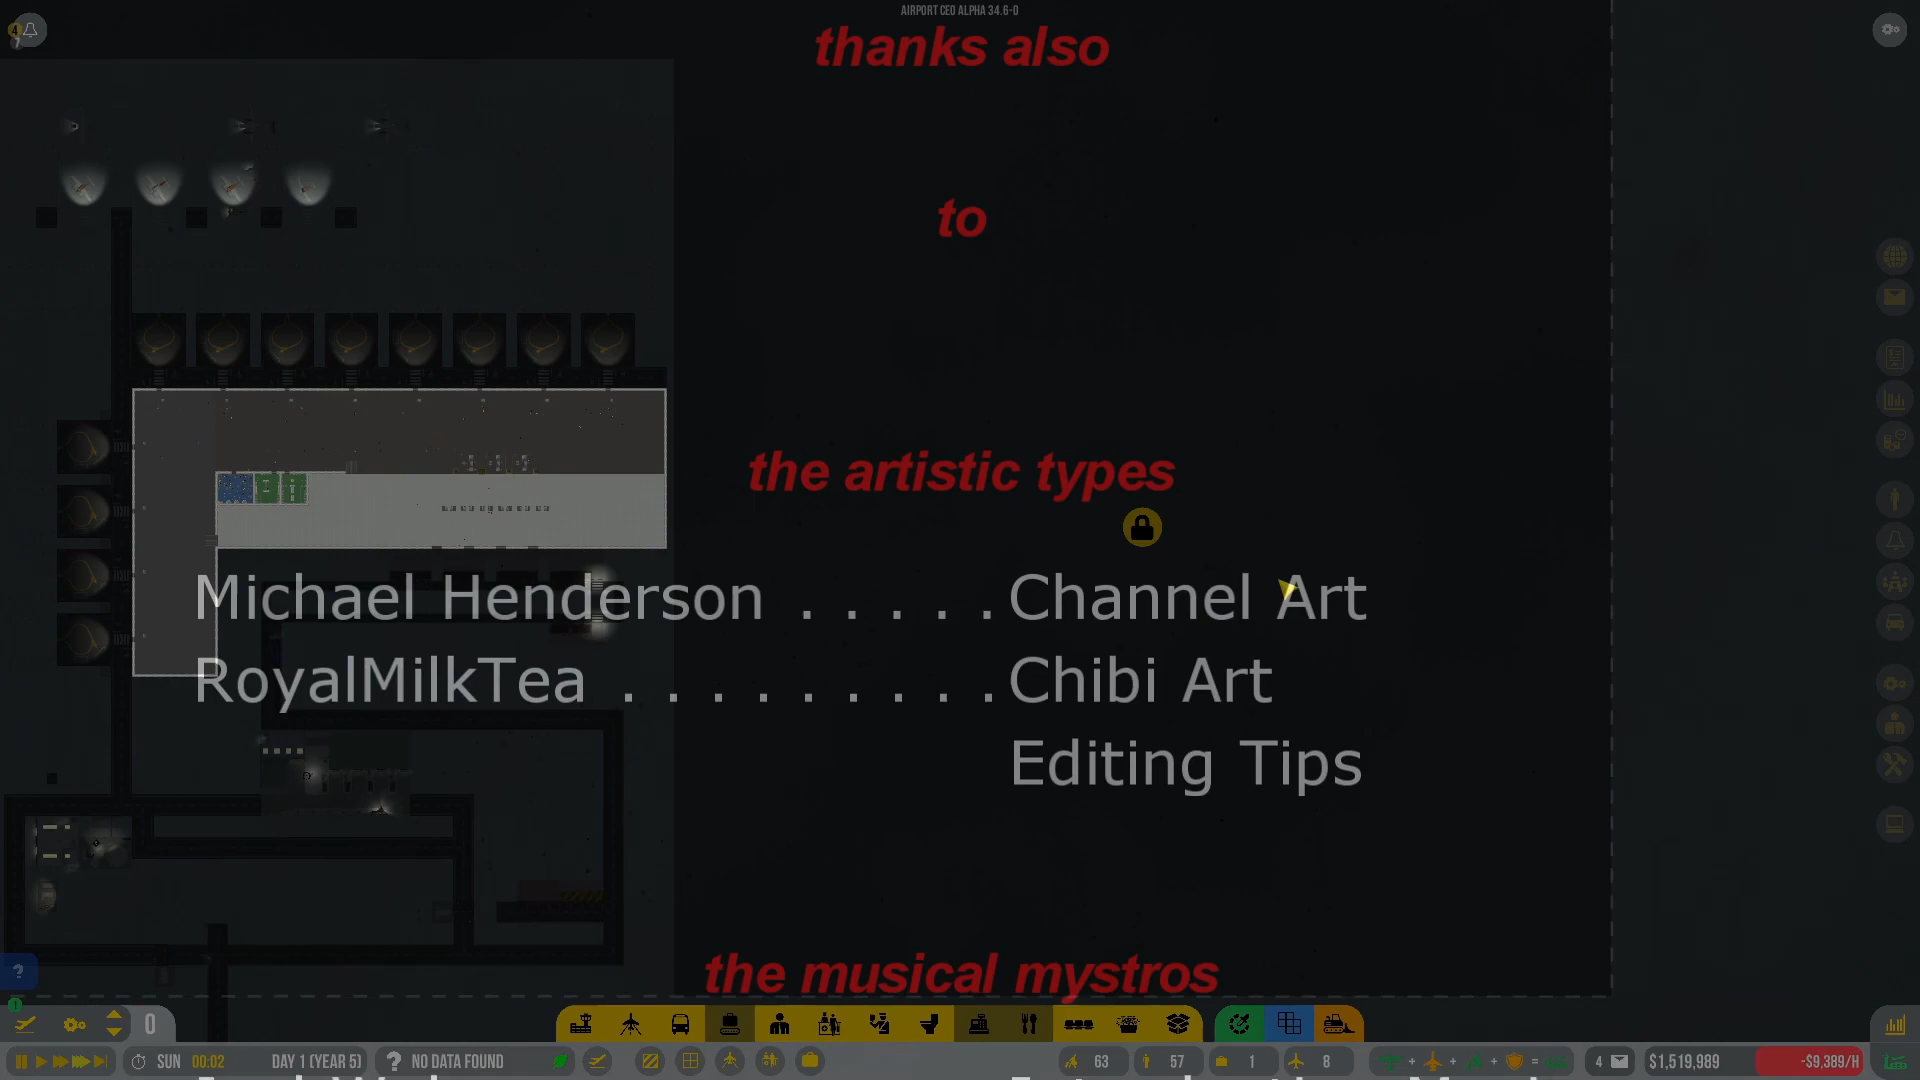 AIRPORT CEO ALPHA 34.6-0
thanks also
to
the artistic types
Michael Henderson . . . . . Channel Art
RoyalMilkTea . . . . . . . . . Chibi Art
Editing Tips
the musical mystros
0
SUN 00:02 DAY 1 (YEAR 5) ? NO DATA FOUND 63 57 1 8 + + + = 4 $1,519,989 -$9,389/H